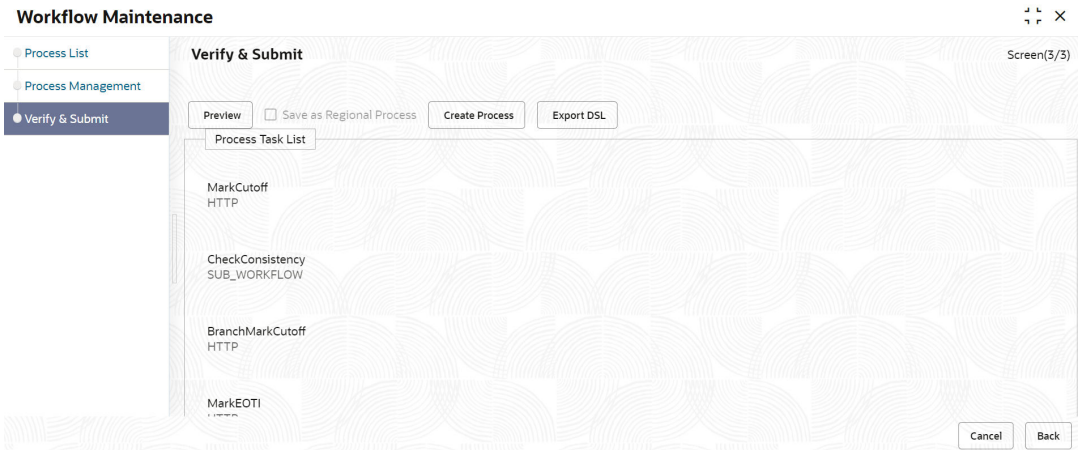 Workflow Maintenance
Process List
Process Management
Verify & Submit
Verify & Submit
Screen(3/3)
Preview
Save as Regional Process
Create Process
Export DSL
Process Task List
MarkCutoff
HTTP
CheckConsistency
SUB_WORKFLOW
BranchMarkCutoff
HTTP
MarkEOTI
Cancel
Back